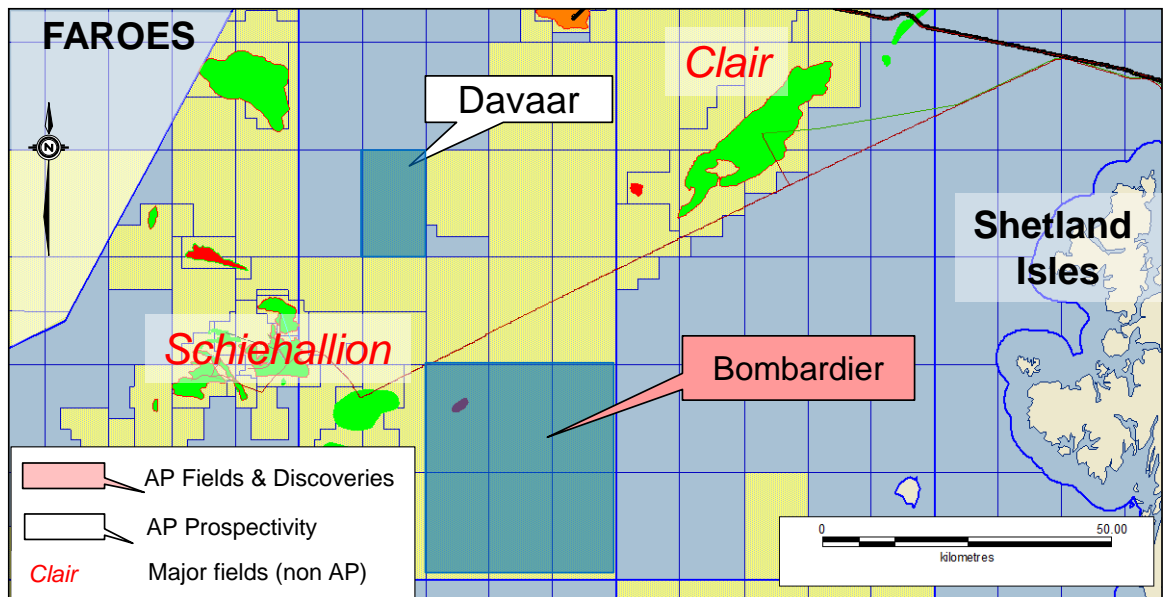 FAROES
Clair
Davaar
N
Shetland
Isles
Schiehallion
Bombardier
AP Fields & Discoveries
AP Prospectivity
Clair
Major fields (non AP)
0
50.00
kilometres